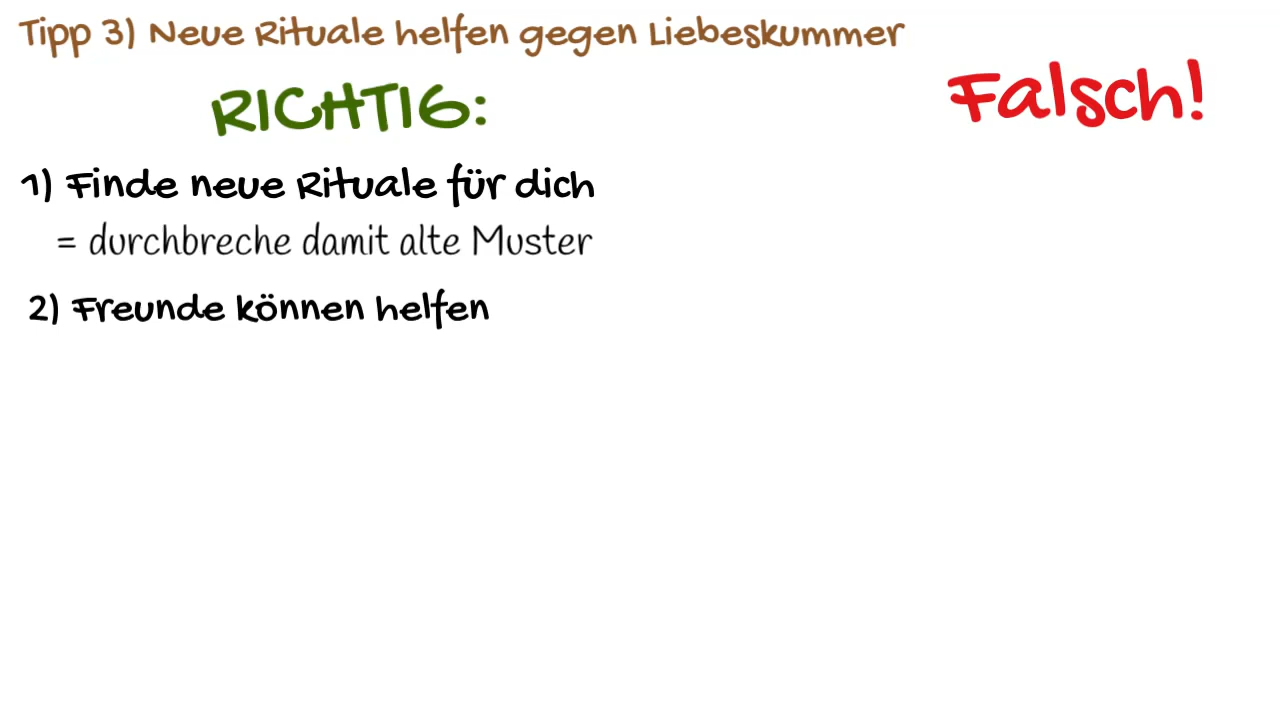 Tipp 3) Neue Rituale helfen gegen Liebeskummer
RICHTIG:
Falsch!
1) Finde neue Rituale für dich
= durchbreche damit alte Muster
2) Freunde können helfen